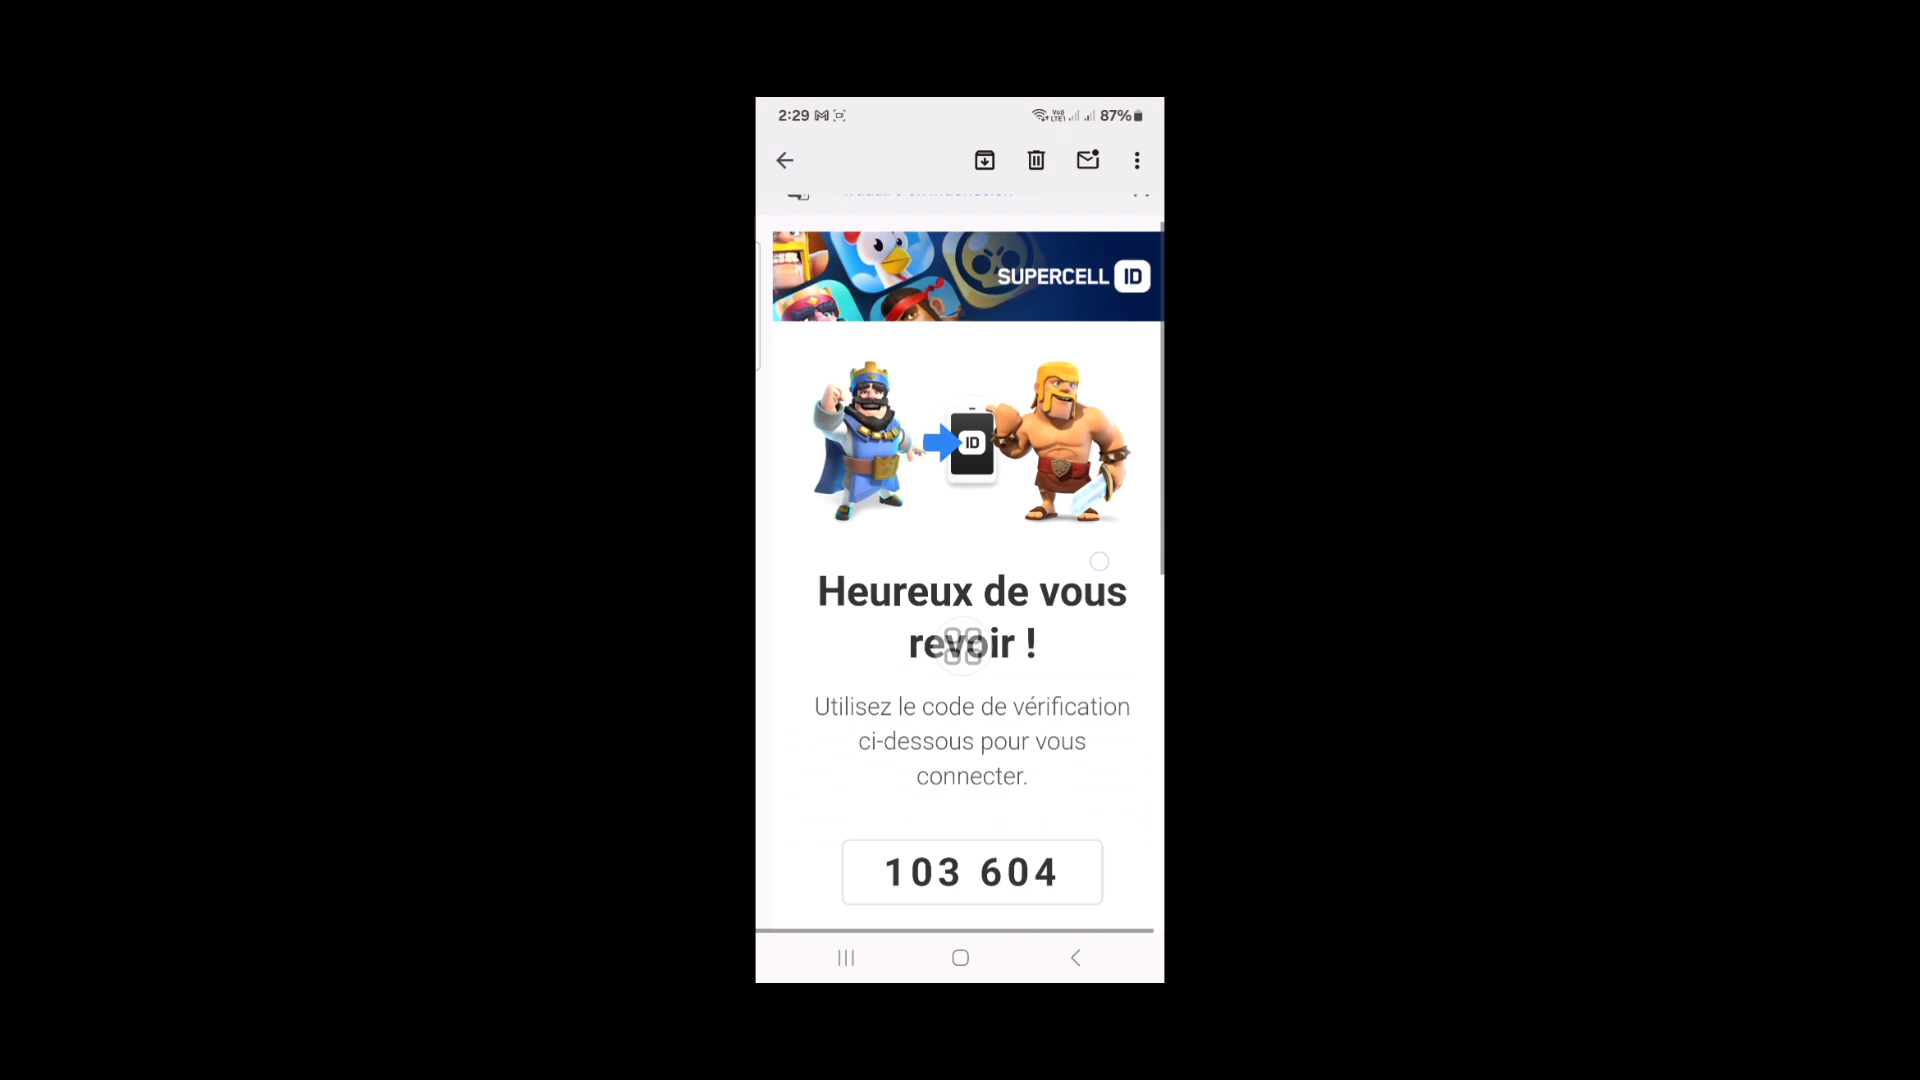 2:29
87%
SUPERCELL ID
ID
Heureux de vous
revoir !
Utilisez le code de vérification
ci-dessous pour vous
connecter.
103 604